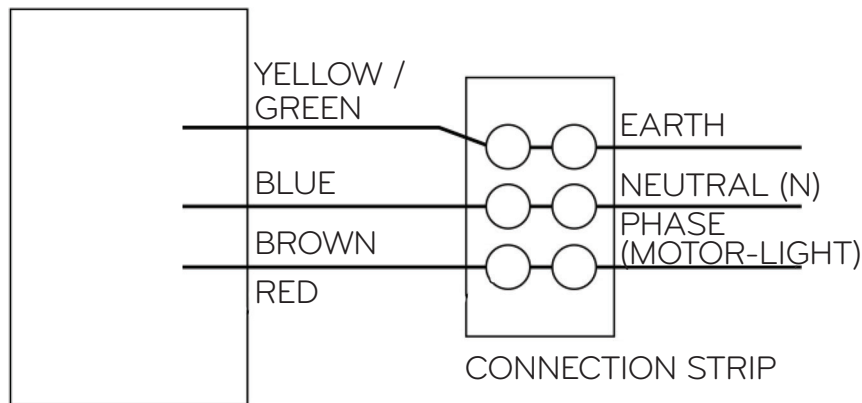 YELLOW /
GREEN
EARTH
BLUE
NEUTRAL (N)
BROWN
PHASE
(MOTOR-LIGHT)
RED
CONNECTION STRIP